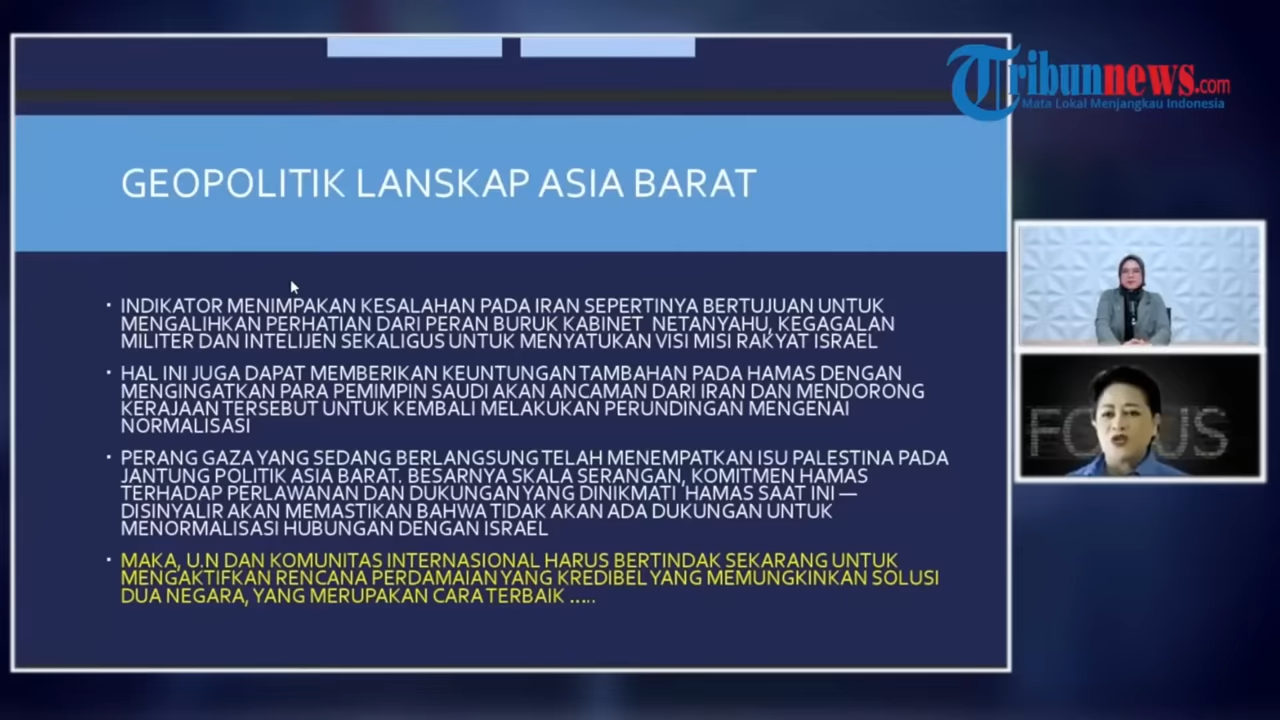 Tribunnews.com
Mata Lokal Menjangkau Indonesia
GEOPOLITIK LANSKAP ASIA BARAT
• INDIKATOR MENIMPAKAN KESALAHAN PADA IRAN SEPERTINYA BERTUJUAN UNTUK
MENGALIHKAN PERHATIAN DARI PERAN BURUK KABINET NETANYAHU, KEGAGALAN
MILITER DAN INTELIJEN SEKALIGUS UNTUK MENYATUKAN VISI MISI RAKYAT ISRAEL
• HAL INI JUGA DAPAT MEMBERIKAN KEUNTUNGAN TAMBAHAN PADA HAMAS DENGAN
MENGINGATKAN PARA PEMIMPIN SAUDI AKAN ANCAMAN DARI IRAN DAN MENDORONG
KERAJAAN TERSEBUT UNTUK KEMBALI MELAKUKAN PERUNDINGAN MENGENAI
NORMALISASI
• PERANG GAZA YANG SEDANG BERLANGSUNG TELAH MENEMPATKAN ISU PALESTINA PADA
JANTUNG POLITIK ASIA BARAT. BESARNYA SKALA SERANGAN, KOMITMEN HAMAS
TERHADAP PERLAWANAN DAN DUKUNGAN YANG DINIKMATI HAMAS SAAT INI —
DISINYALIR AKAN MEMASTIKAN BAHWA TIDAK AKAN ADA DUKUNGAN UNTUK
MENORMALISASI HUBUNGAN DENGAN ISRAEL
• MAKA, U.N DAN KOMUNITAS INTERNASIONAL HARUS BERTINDAK SEKARANG UNTUK
MENGAKTIFKAN RENCANA PERDAMAIAN YANG KREDIBEL YANG MEMUNGKINKAN SOLUSI
DUA NEGARA, YANG MERUPAKAN CARA TERBAIK .....